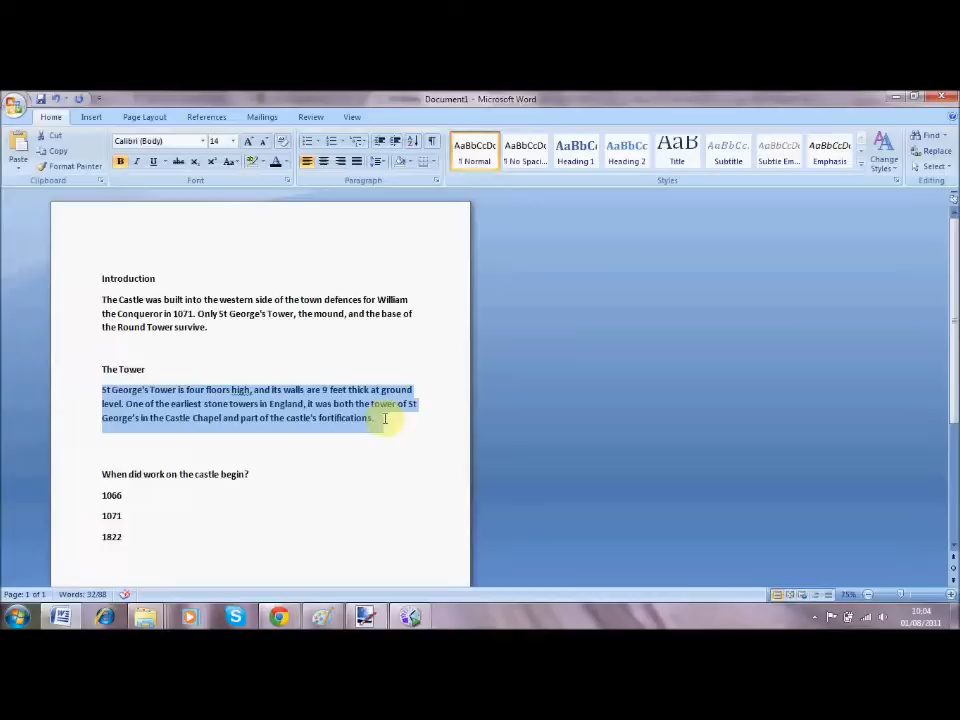 Document1 - Microsoft Word
Home Insert Page Layout References Mailings Review View
Paste
Cut
Copy
Format Painter
Clipboard
Calibri (Body) 14
B I U abc Aa
Font
Paragraph
AaBbCcDc AaBbCcDc AaBbC AaBbCc AaB AaBbCc. AaBbCcDc AaBbCcDc
¶ Normal ¶ No Spaci... Heading 1 Heading 2 Title Subtitle Subtle Em... Emphasis
Change Styles
Styles
Find
Replace
Select
Editing
Introduction
The Castle was built into the western side of the town defences for William
the Conqueror in 1071. Only St George's Tower, the mound, and the base of
the Round Tower survive.
The Tower
St George's Tower is four floors high, and its walls are 9 feet thick at ground
level. One of the earliest stone towers in England, it was both the tower of St
George's in the Castle Chapel and part of the castle's fortifications.
When did work on the castle begin?
1066
1071
1822
Page: 1 of 1 Words: 32/88
75%
10:04
01/08/2011